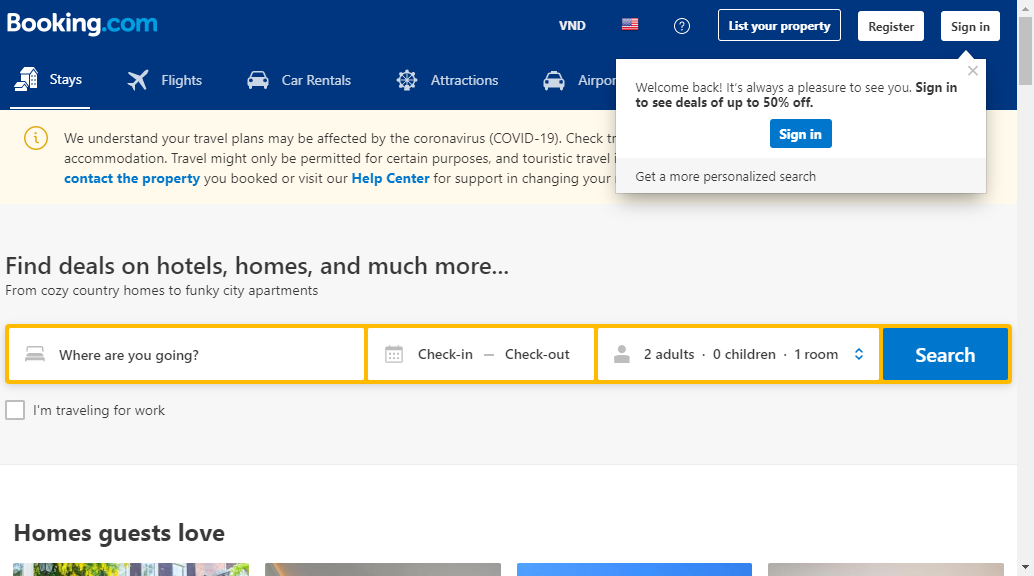 Booking.com
VND
List your property
Register
Sign in
Stays
Flights
Car Rentals
Attractions
Welcome back! It's always a pleasure to see you. Sign in
to see deals of up to 50% off.
Sign in
Get a more personalized search
We understand your travel plans may be affected by the coronavirus (COVID-19). Check
accommodation. Travel might only be permitted for certain purposes, and touristic travel
contact the property you booked or visit our Help Center for support in changing your
Find deals on hotels, homes, and much more...
From cozy country homes to funky city apartments
Where are you going?
Check-in — Check-out
2 adults · 0 children · 1 room
Search
I'm traveling for work
Homes guests love